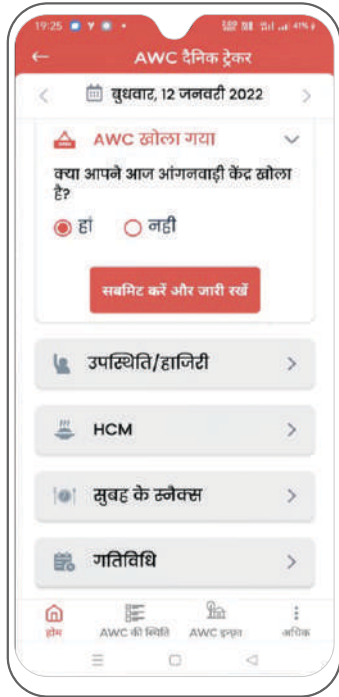 19:25
41%
AWC दैनिक ट्रेकर
बुधवार, 12 जनवरी 2022
AWC खोला गया
क्या आपने आज आंगनवाड़ी केंद्र खोला
है?
हां नही
सबमिट करें और जारी रखें
उपस्थिति/हाजिरी
HCM
सुबह के स्नैक्स
गतिविधि
होम AWC की स्थिति AWC अधिक